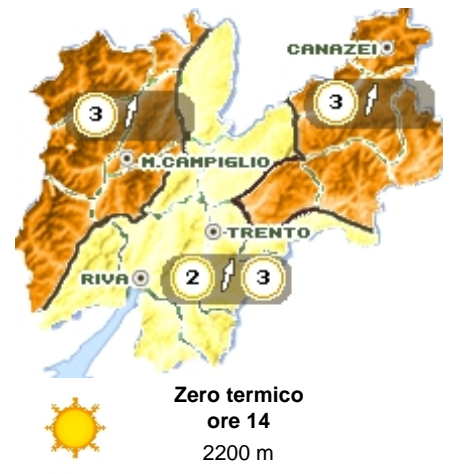 CANAZEI
3
3
M.CAMPIGLIO
TRENTO
RIVA
2 3
Zero termico
ore 14
2200 m